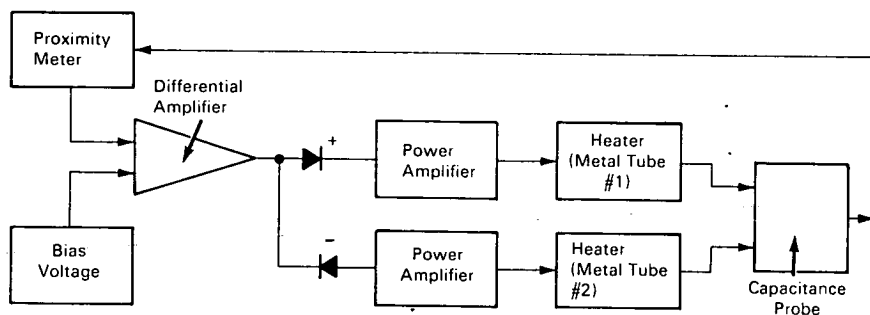 Proximity
Meter
Differential
Amplifier
+
Power
Amplifier
Heater
(Metal Tube
#1)
Bias
Voltage
-
Power
Amplifier
Heater
(Metal Tube
#2)
Capacitance
Probe